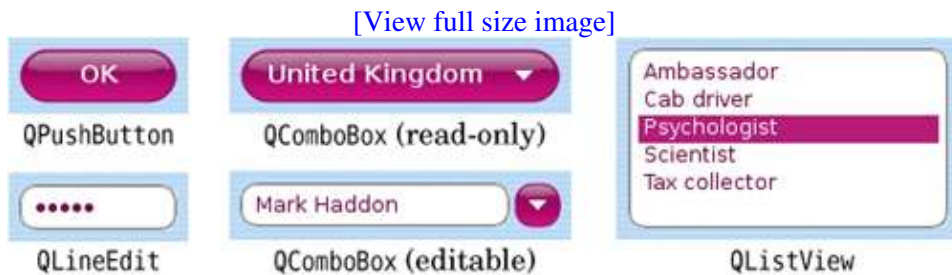 [View full size image]
OK
QPushButton
United Kingdom
QComboBox (read-only)
Ambassador
Cab driver
Psychologist
Scientist
Tax collector
•••••
QLineEdit
Mark Haddon
QComboBox (editable)
QListView